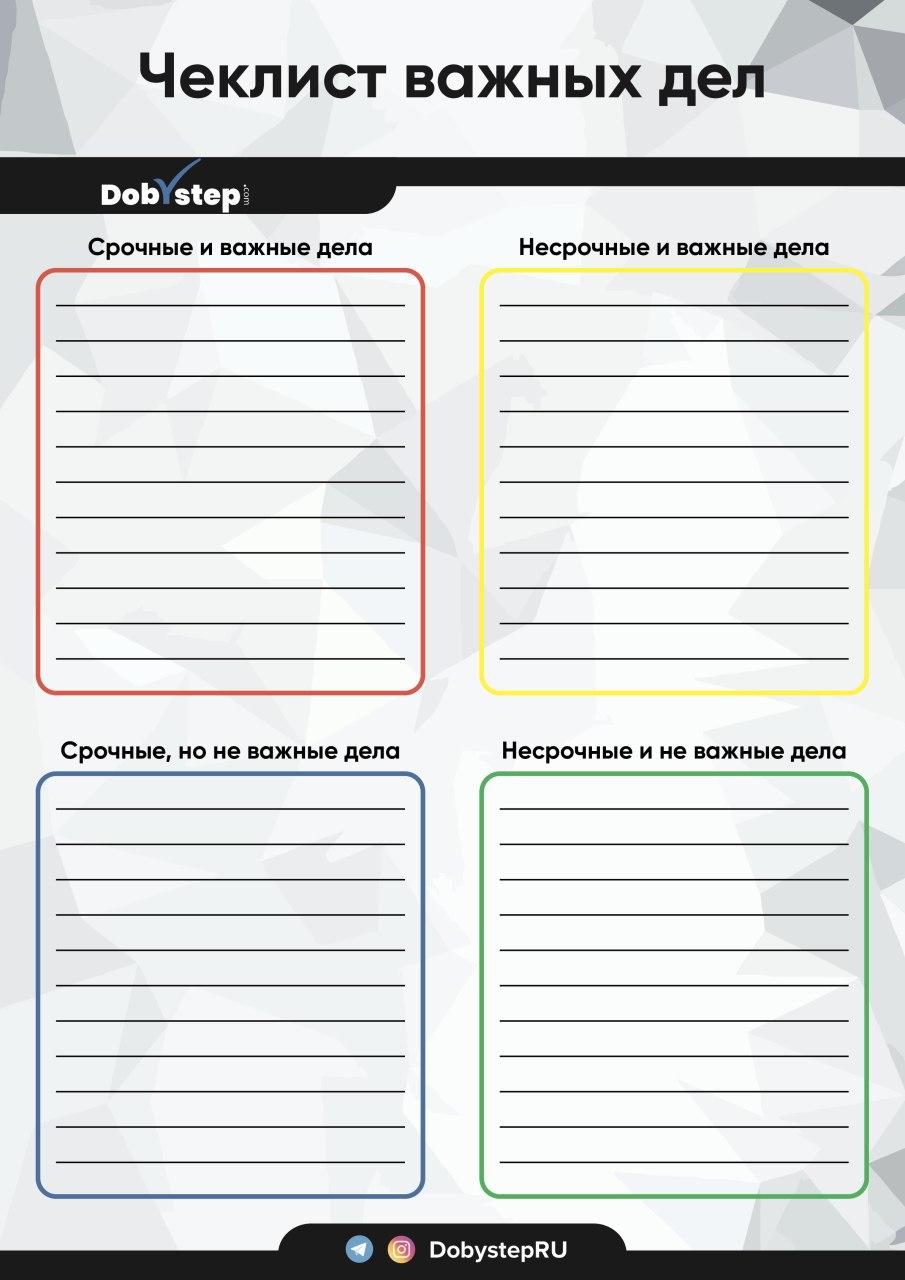 Чеклист важных дел
Dobystep.com
Срочные и важные дела
Несрочные и важные дела
Срочные, но не важные дела
Несрочные и не важные дела
DobystepRU